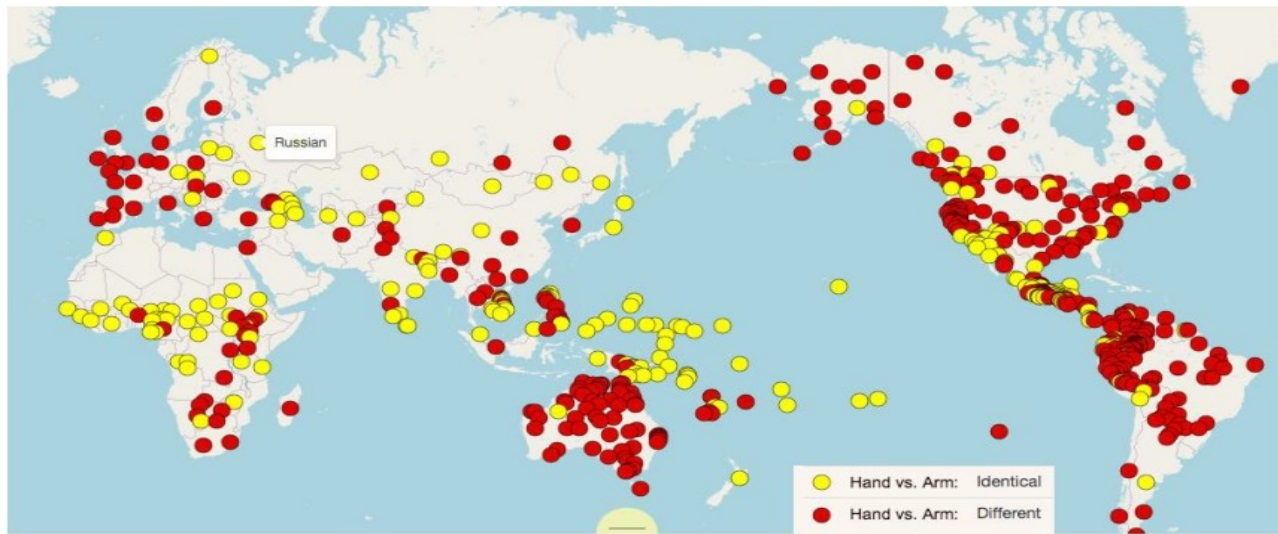 Russian
Hand vs. Arm: Identical
Hand vs. Arm: Different